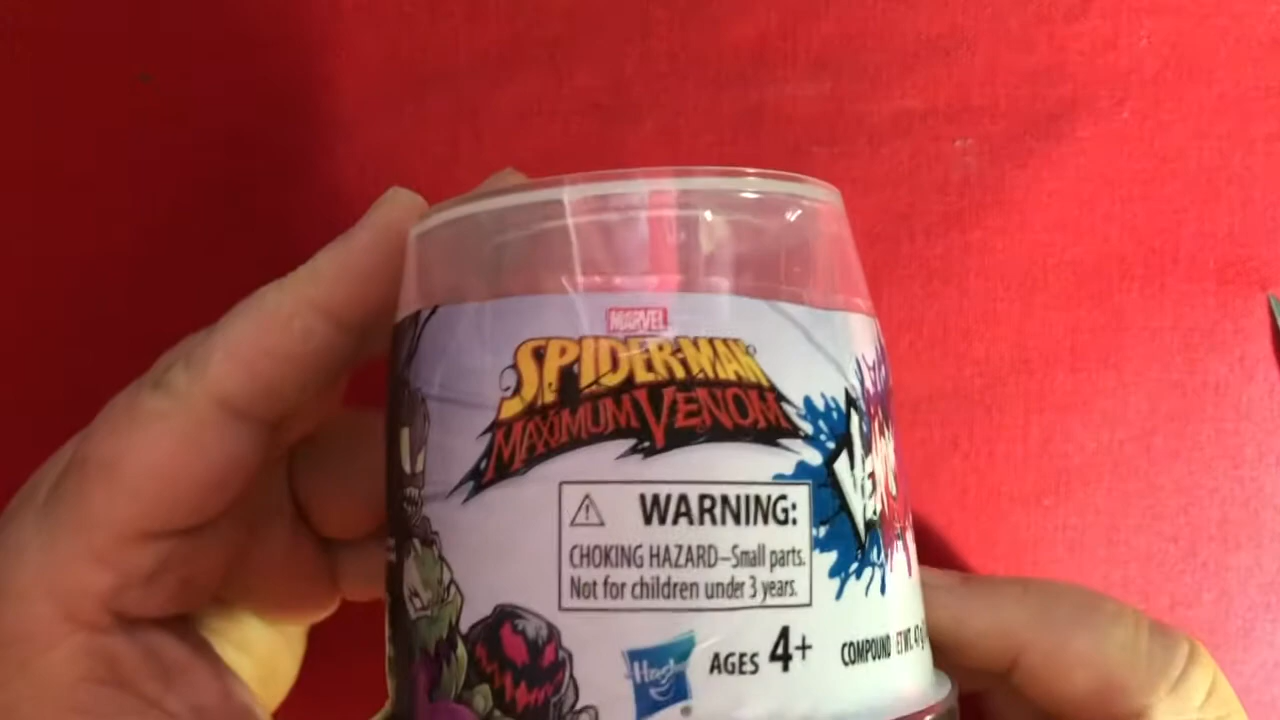 MARVEL
SPIDER-MAN
MAXIMUM VENOM
WARNING:
CHOKING HAZARD–Small parts.
Not for children under 3 years.
Hasbro
AGES 4+
COMPOUND